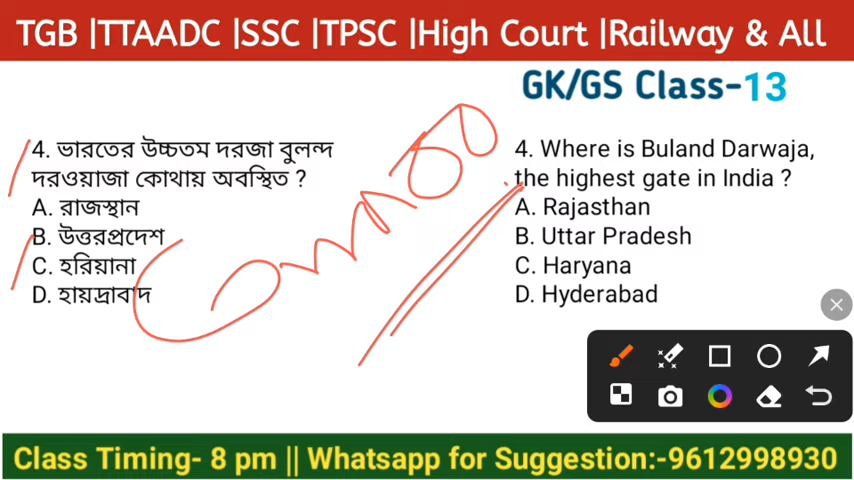 TGB |TTAADC |SSC |TPSC |High Court |Railway & All
GK/GS Class-13
4. ভারতের উচ্চতম দরজা বুলন্দ
দরওয়াজা কোথায় অবস্থিত ?
A. রাজস্থান
B. উত্তরপ্রদেশ
C. হরিয়ানা
D. হায়দ্রাবাদ
4. Where is Buland Darwaja,
the highest gate in India ?
A. Rajasthan
B. Uttar Pradesh
C. Haryana
D. Hyderabad
Class Timing- 8 pm || Whatsapp for Suggestion:-9612998930